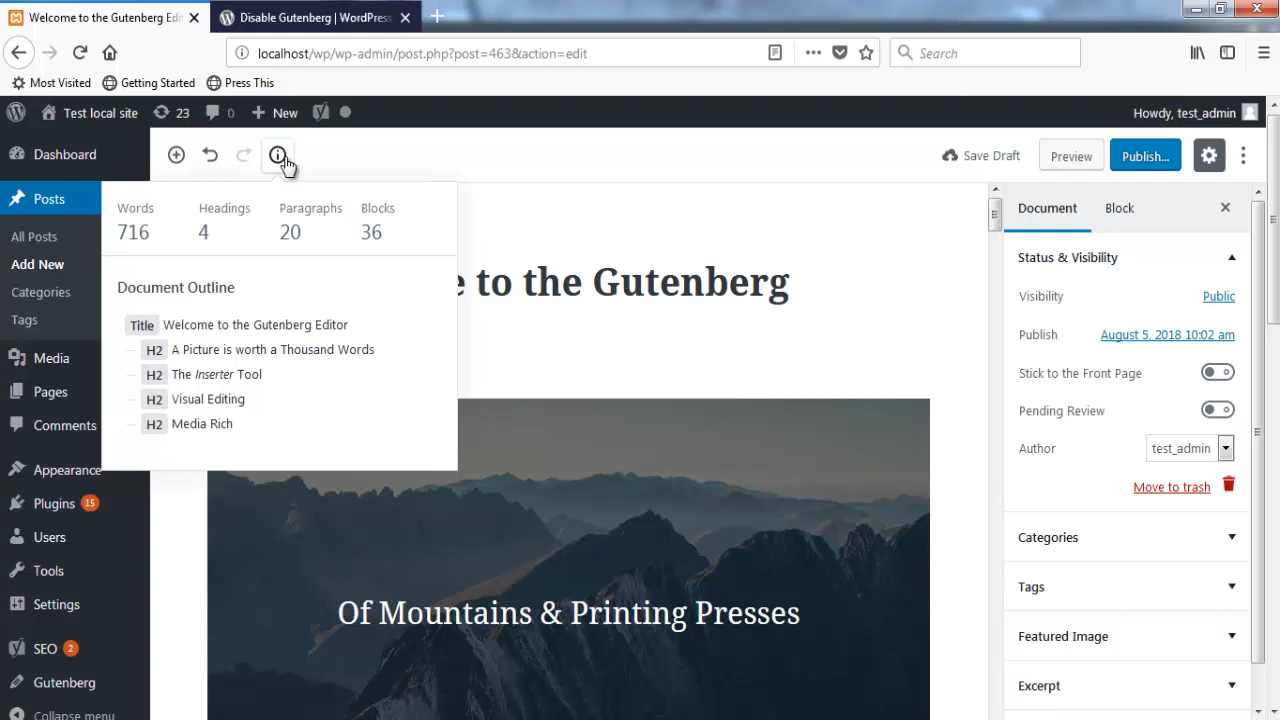 Welcome to the Gutenberg Edi
Disable Gutenberg | WordPress
localhost/wp/wp-admin/post.php?post=463&action=edit
Search
Most Visited
Getting Started
Press This
Test local site
23
0
New
Howdy, test_admin
Dashboard
Posts
All Posts
Add New
Categories
Tags
Media
Pages
Comments
Appearance
Plugins 15
Users
Tools
Settings
SEO 2
Gutenberg
Collapse menu
Save Draft
Preview
Publish...
Words Headings Paragraphs Blocks
716 4 20 36
Document Outline
Title Welcome to the Gutenberg Editor
H2 A Picture is worth a Thousand Words
H2 The Inserter Tool
H2 Visual Editing
H2 Media Rich
e to the Gutenberg
Of Mountains & Printing Presses
Document
Block
Status & Visibility
Visibility Public
Publish August 5, 2018 10:02 am
Stick to the Front Page
Pending Review
Author test_admin
Move to trash
Categories
Tags
Featured Image
Excerpt